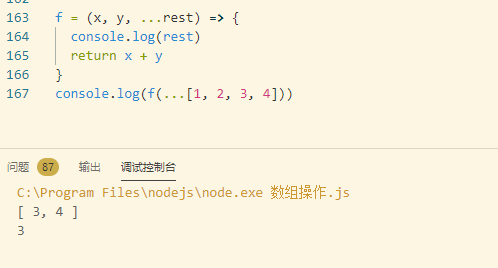 162
163 f = (x, y, ...rest) => {
164 console.log(rest)
165 return x + y
166 }
167 console.log(f(...[1, 2, 3, 4]))
问题 87 输出 调试控制台
C:\Program Files\nodejs\node.exe 数组操作.js
[ 3, 4 ]
3